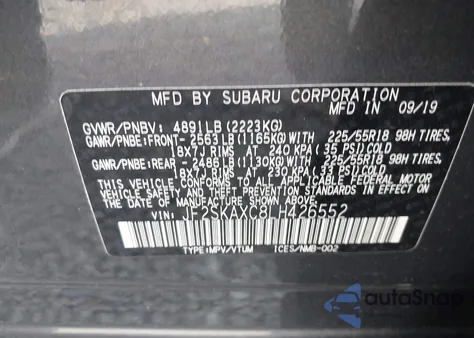 MFD BY SUBARU CORPORATION
MFD IN 09/19
GVWR/PNBV: 4891LB (2223KG)
GAWR/PNBE:FRONT- 2563LB (1165KG)WITH 225/55R18 98H TIRES,
18X7J RIMS AT 240 KPA (35 PSI) COLD
GAWR/PNBE:REAR- 2486LB (1130KG)WITH 225/55R18 98H TIRES,
18X7J RIMS AT 230 KPA (33 PSI) COLD
THIS VEHICLE CONFORMS TO ALL APPLICABLE FEDERAL MOTOR
VEHICLE SAFETY AND THEFT PREVENTION STANDARDS IN EFFECT ON
THE DATE OF MANUFACTURE SHOWN ABOVE.
VIN: JF2SKAXC8LH426552
TYPE:MPV/VTUM ICES/NMB-002
autoSnap